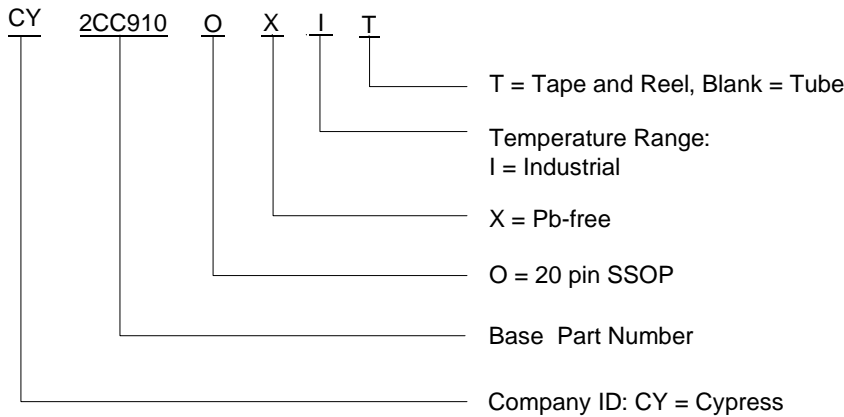 CY 2CC910 O X I T
T = Tape and Reel, Blank = Tube
Temperature Range:
I = Industrial
X = Pb-free
O = 20 pin SSOP
Base Part Number
Company ID: CY = Cypress